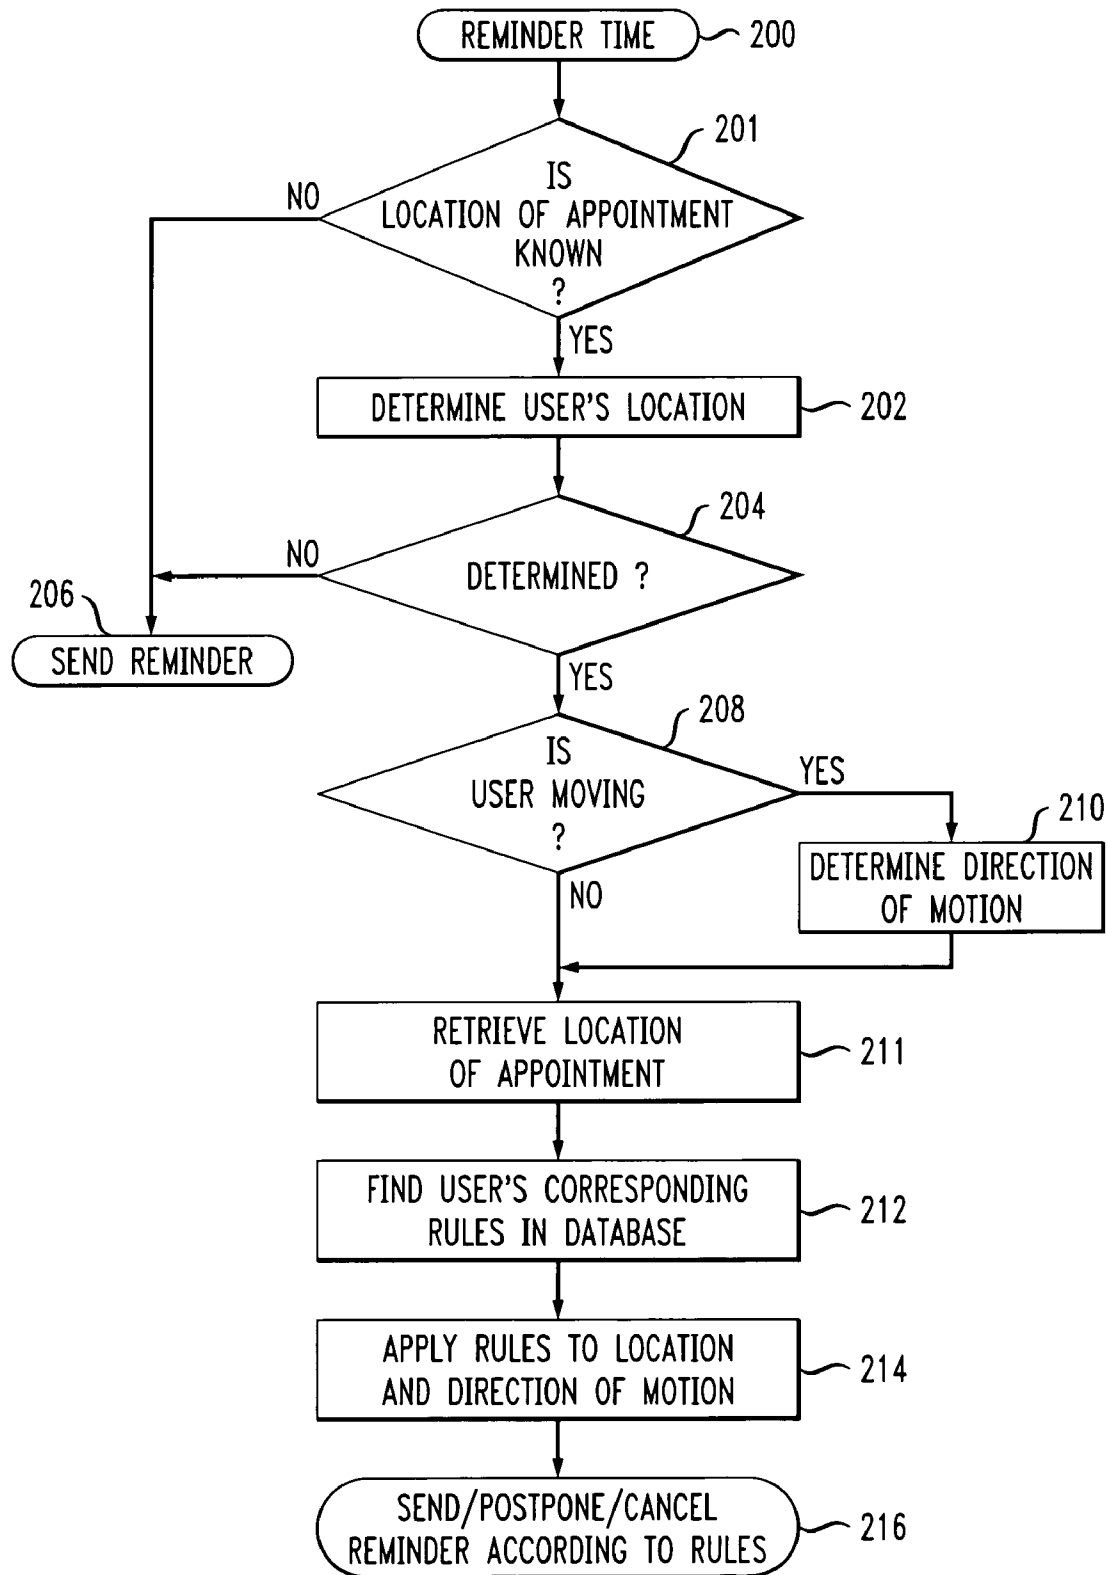 REMINDER TIME
200
201
IS
LOCATION OF APPOINTMENT
KNOWN
?
NO
YES
DETERMINE USER'S LOCATION
202
204
NO
DETERMINED ?
206
SEND REMINDER
YES
208
IS
USER MOVING
?
YES
210
DETERMINE DIRECTION
OF MOTION
NO
RETRIEVE LOCATION
OF APPOINTMENT
211
FIND USER'S CORRESPONDING
RULES IN DATABASE
212
APPLY RULES TO LOCATION
AND DIRECTION OF MOTION
214
SEND/POSTPONE/CANCEL
REMINDER ACCORDING TO RULES
216